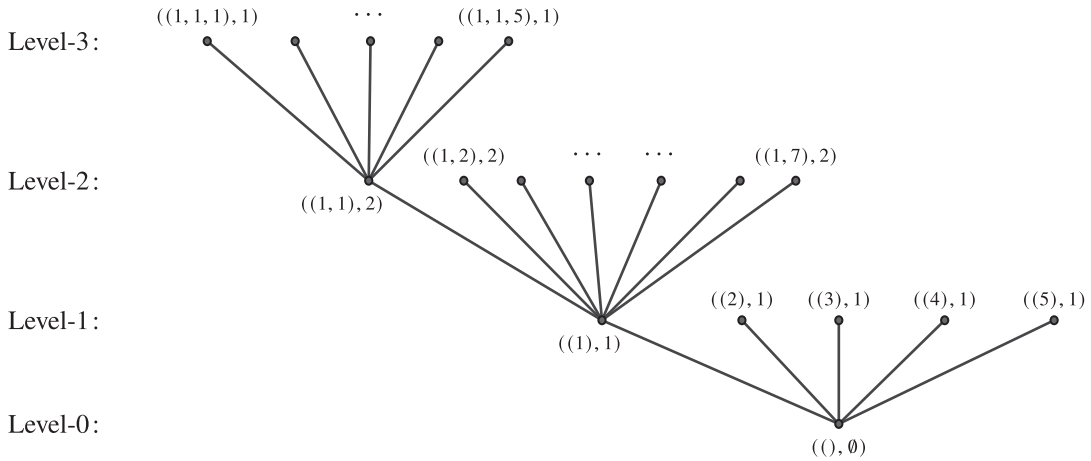 ((1, 1, 1), 1) · · · ((1, 1, 5), 1)
Level-3:
((1, 2), 2) · · · · · · ((1, 7), 2)
Level-2:
((1, 1), 2)
((2), 1) ((3), 1) ((4), 1) ((5), 1)
Level-1:
((1), 1)
Level-0:
((), ∅)